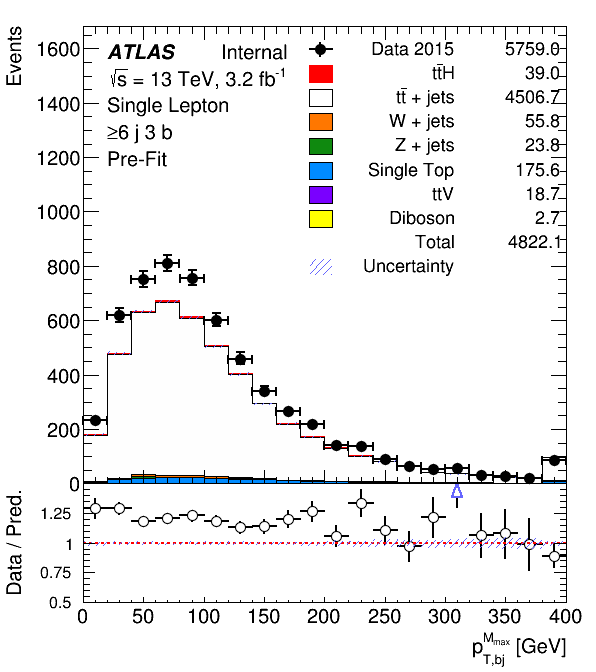 Events
1600
1400
1200
1000
800
600
400
200
0
ATLAS Internal
√s = 13 TeV, 3.2 fb⁻¹
Single Lepton
≥6 j 3 b
Pre-Fit
Data 2015 5759.0
tt̄H 39.0
tt̄ + jets 4506.7
W + jets 55.8
Z + jets 23.8
Single Top 175.6
ttV 18.7
Diboson 2.7
Total 4822.1
Uncertainty
Data / Pred.
1.25
1
0.75
0.5
0 50 100 150 200 250 300 350 400
p_{T,bj}^{M_{max}} [GeV]